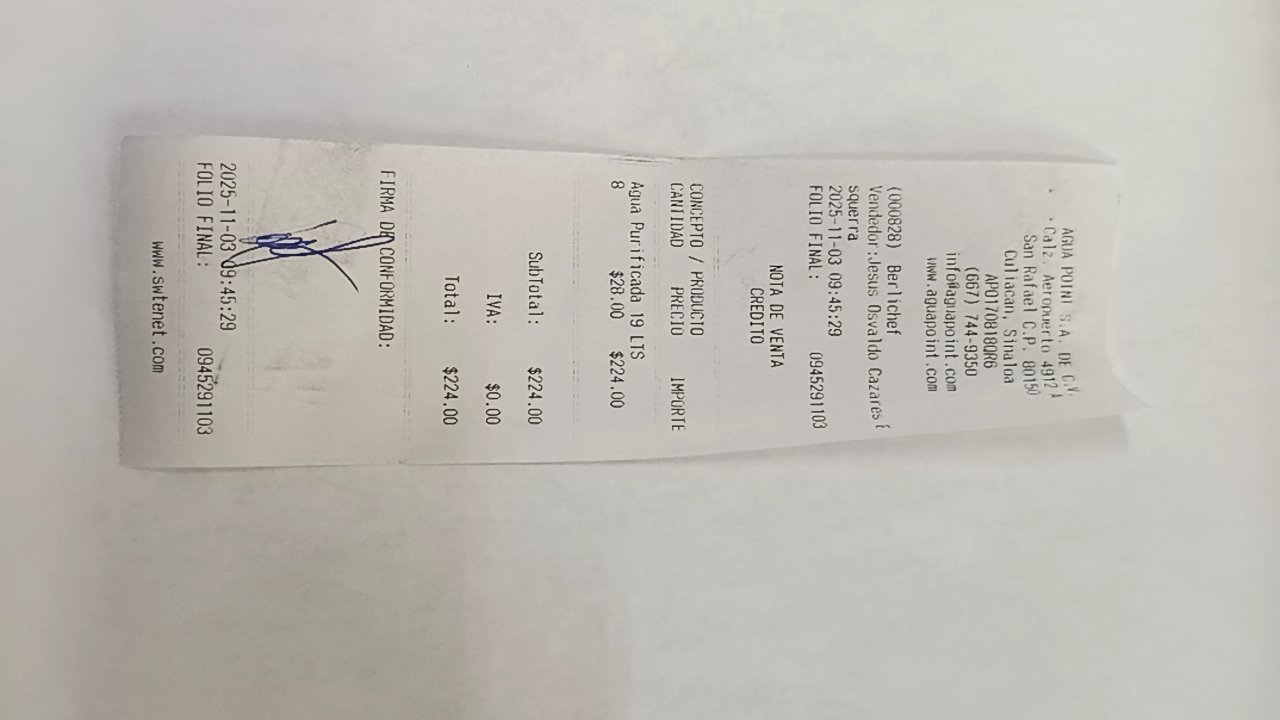 AGUA POINT S.A. DE C.V.
Calz. Aeropuerto 4912 A
San Rafael C.P. 80150
Culiacan, Sinaloa
APO170818QR6
(667) 744-9350
info@aguapoint.com
www.aguapoint.com
(000828) Berlichef
Vendedor:Jesus Osvaldo Cazares E
squerra
2025-11-03 09:45:29
FOLIO FINAL: 0945291103
NOTA DE VENTA
CREDITO
CONCEPTO / PRODUCTO
CANTIDAD PRECIO IMPORTE
Agua Purificada 19 LTS
8 $28.00 $224.00
SubTotal: $224.00
IVA: $0.00
Total: $224.00
FIRMA DE CONFORMIDAD:
2025-11-03 09:45:29
FOLIO FINAL: 0945291103
www.swtenet.com